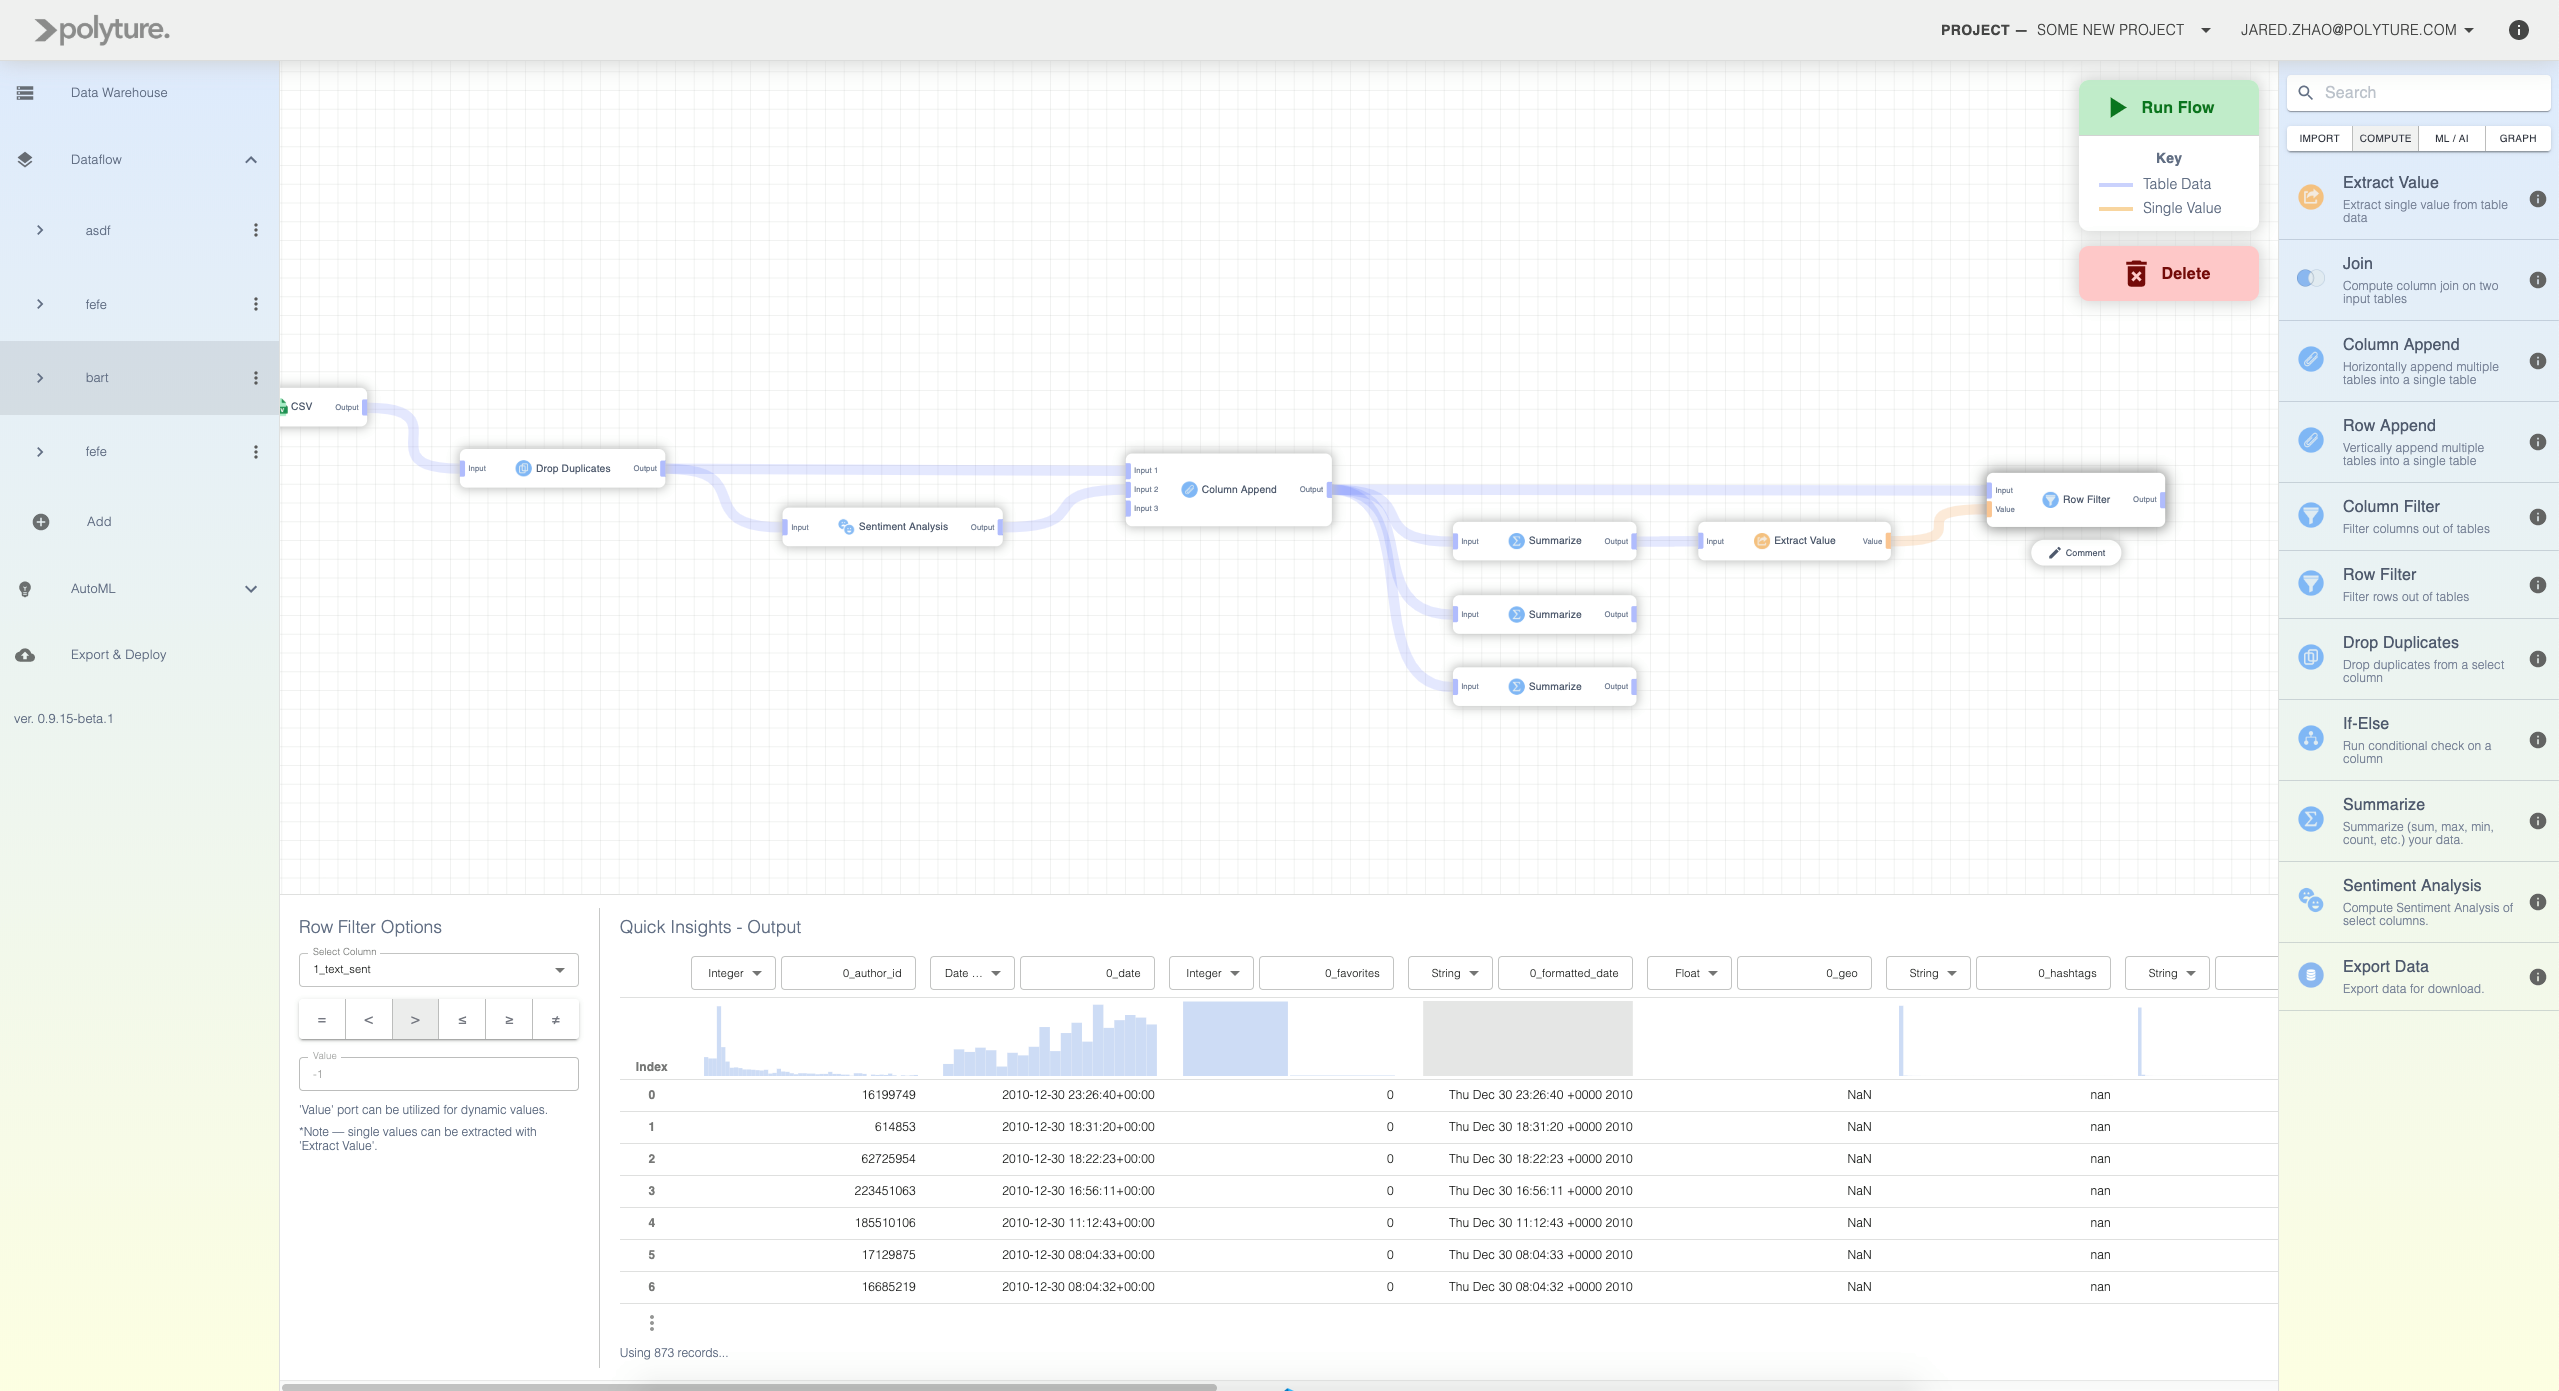 polyture.
PROJECT — SOME NEW PROJECT
JARED.ZHAO@POLYTURE.COM
Data Warehouse
Dataflow
asdf
fefe
bart
fefe
Add
AutoML
Export & Deploy
ver. 0.9.15-beta.1
CSV Output
Input Drop Duplicates Output
Input Sentiment Analysis Output
Input 1
Input 2 Column Append Output
Input 3
Input Summarize Output
Input Extract Value Value
Input Summarize Output
Input Summarize Output
Input Row Filter Output
Value
Comment
Run Flow
Key
Table Data
Single Value
Delete
Row Filter Options
Select Column
1_text_sent
= < > ≤ ≥ ≠
Value
-1
'Value' port can be utilized for dynamic values.
*Note — single values can be extracted with
'Extract Value'.
Quick Insights - Output
Integer 0_author_id Date ... 0_date Integer 0_favorites String 0_formatted_date Float 0_geo String 0_hashtags String
Index
0 16199749 2010-12-30 23:26:40+00:00 0 Thu Dec 30 23:26:40 +0000 2010 NaN nan
1 614853 2010-12-30 18:31:20+00:00 0 Thu Dec 30 18:31:20 +0000 2010 NaN nan
2 62725954 2010-12-30 18:22:23+00:00 0 Thu Dec 30 18:22:23 +0000 2010 NaN nan
3 223451063 2010-12-30 16:56:11+00:00 0 Thu Dec 30 16:56:11 +0000 2010 NaN nan
4 185510106 2010-12-30 11:12:43+00:00 0 Thu Dec 30 11:12:43 +0000 2010 NaN nan
5 17129875 2010-12-30 08:04:33+00:00 0 Thu Dec 30 08:04:33 +0000 2010 NaN nan
6 16685219 2010-12-30 08:04:32+00:00 0 Thu Dec 30 08:04:32 +0000 2010 NaN nan
Using 873 records...
Search
IMPORT COMPUTE ML / AI GRAPH
Extract Value
Extract single value from table
data
Join
Compute column join on two
input tables
Column Append
Horizontally append multiple
tables into a single table
Row Append
Vertically append multiple
tables into a single table
Column Filter
Filter columns out of tables
Row Filter
Filter rows out of tables
Drop Duplicates
Drop duplicates from a select
column
If-Else
Run conditional check on a
column
Summarize
Summarize (sum, max, min,
count, etc.) your data.
Sentiment Analysis
Compute Sentiment Analysis of
select columns.
Export Data
Export data for download.